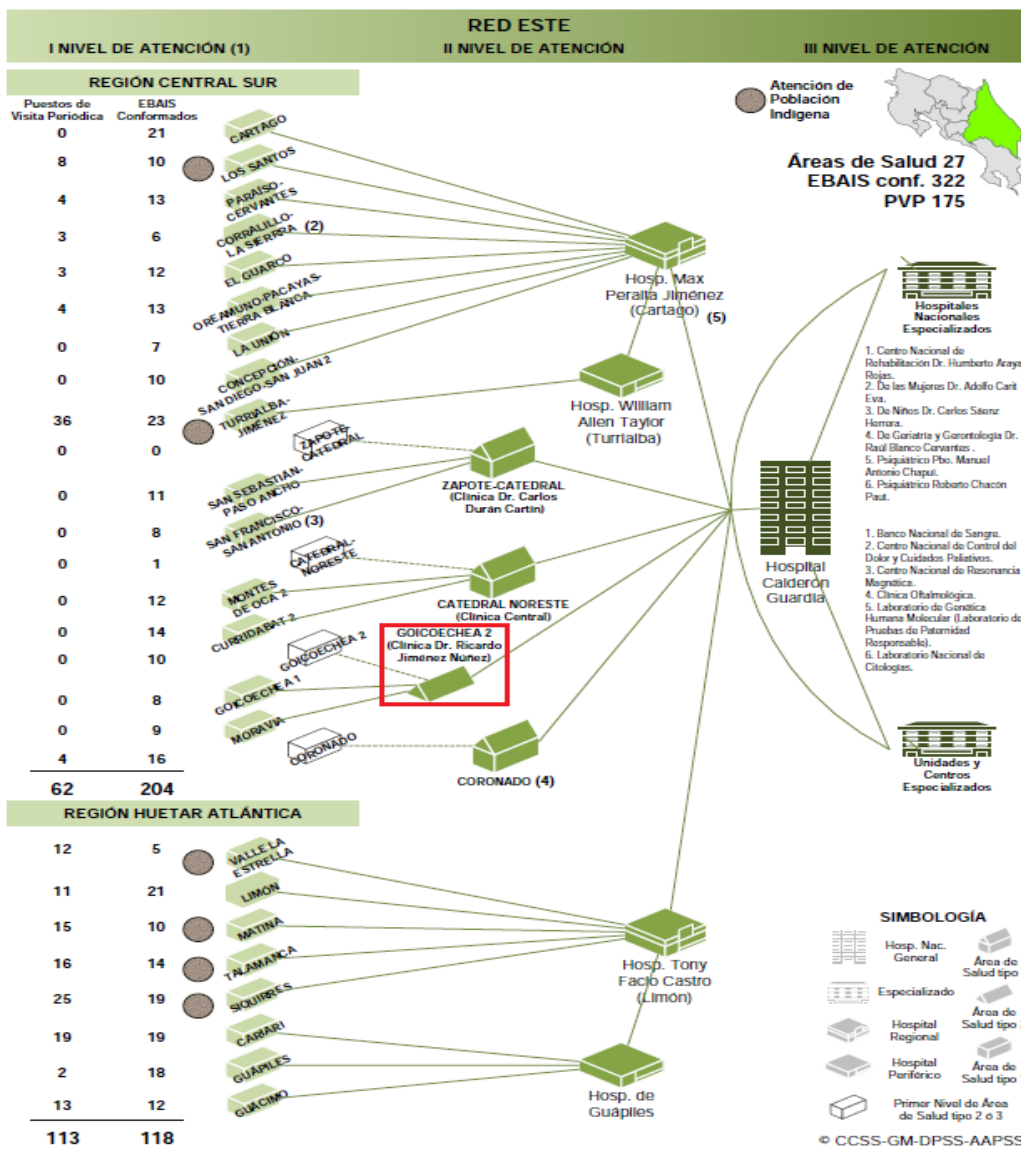 RED ESTE
I NIVEL DE ATENCIÓN (1)
II NIVEL DE ATENCIÓN
III NIVEL DE ATENCIÓN
REGIÓN CENTRAL SUR
Puestos de
Visita Periódica
EBAIS
Conformados
0 21 CARTAGO
8 10 LOS SANTOS
4 13 PARAÍSO-
CERVANTES
3 6 CORRALILLO-
LA SIERRRA (2)
3 12 EL GUARCO
4 13 OREAMUNO-PACAYAS-
TIERRA BLANCA
0 7 LA UNIÓN
0 10 CONCEPCIÓN-
SAN DIEGO-SAN JUAN 2
36 23 TURRIALBA-
JIMÉNEZ
0 0 ZAPOTE-
CATEDRAL
0 11 SAN SEBASTIÁN-
PASO ANCHO
0 8 SAN FRANCISCO-
SAN ANTONIO (3)
0 1 CATEDRAL-
NORESTE
0 12 MONTES
DE OCA 2
0 14 CURRIDABAT 2
0 10 GOICOECHEA 2
0 8 GOICOECHEA 1
0 9 MORAVIA
4 16 CORONADO
62 204
REGIÓN HUETAR ATLÁNTICA
12 5 VALLE LA
ESTRELLA
11 21 LIMÓN
15 10 MATINA
16 14 TALAMANCA
25 19 SIQUIRRES
19 19 CARIARI
2 18 GUÁPILES
13 12 GUÁCIMO
113 118
Hosp. Max
Peralta Jiménez
(Cartago) (5)
Hosp. William
Allen Taylor
(Turrialba)
ZAPOTE-CATEDRAL
(Clínica Dr. Carlos
Durán Cartín)
CATEDRAL NORESTE
(Clínica Central)
GOICOECHEA 2
(Clínica Dr. Ricardo
Jiménez Núñez)
CORONADO (4)
Hosp. Tony
Facio Castro
(Limón)
Hosp. de
Guápiles
Atención de
Población
Indígena
Áreas de Salud 27
EBAIS conf. 322
PVP 175
Hospitales
Nacionales
Especializados
1. Centro Nacional de
Rehabilitación Dr. Humberto Araya
Rojas.
2. De las Mujeres Dr. Adolfo Carit
Eva.
3. De Niños Dr. Carlos Sáenz
Herrera.
4. De Geriatría y Gerontología Dr.
Raúl Blanco Cervantes .
5. Psiquiátrico Pbo. Manuel
Antonio Chapui.
6. Psiquiátrico Roberto Chacón
Paut.
Hospital
Calderón
Guardia
1. Banco Nacional de Sangre.
2. Centro Nacional de Control del
Dolor y Cuidados Paliativos.
3. Centro Nacional de Resonancia
Magnética.
4. Clínica Oftalmológica.
5. Laboratorio de Genética
Humana Molecular (Laboratorio de
Pruebas de Paternidad
Responsable).
6. Laboratorio Nacional de
Citologías.
Unidades y
Centros
Especializados
SIMBOLOGÍA
Hosp. Nac.
General
Área de
Salud tipo
Especializado
Área de
Salud tipo
Hospital
Regional
Hospital
Periférico
Área de
Salud tipo
Primer Nivel de Área
de Salud tipo 2 ó 3
© CCSS-GM-DPSS-AAPSS